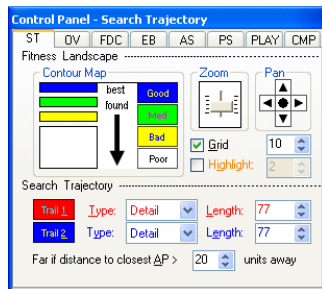 Control Panel - Search Trajectory
ST OV FDC EB AS PS PLAY CMP
Fitness Landscape
Contour Map Zoom Pan
best found
Good
Med
Bad
Poor
Grid 10
Highlight: 2
Search Trajectory
Trail 1 Type: Detail Length: 77
Trail 2 Type: Detail Length: 77
Far if distance to closest AP > 20 units away